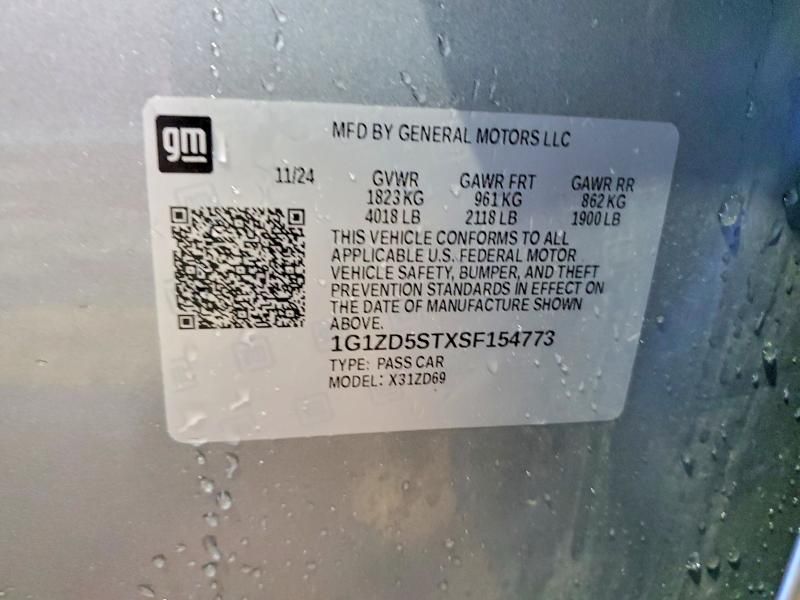 gm
MFD BY GENERAL MOTORS LLC
11/24 GVWR GAWR FRT GAWR RR
1823 KG 961 KG 862 KG
4018 LB 2118 LB 1900 LB
THIS VEHICLE CONFORMS TO ALL
APPLICABLE U.S. FEDERAL MOTOR
VEHICLE SAFETY, BUMPER, AND THEFT
PREVENTION STANDARDS IN EFFECT ON
THE DATE OF MANUFACTURE SHOWN
ABOVE.
1G1ZD5STXSF154773
TYPE: PASS CAR
MODEL: X31ZD69